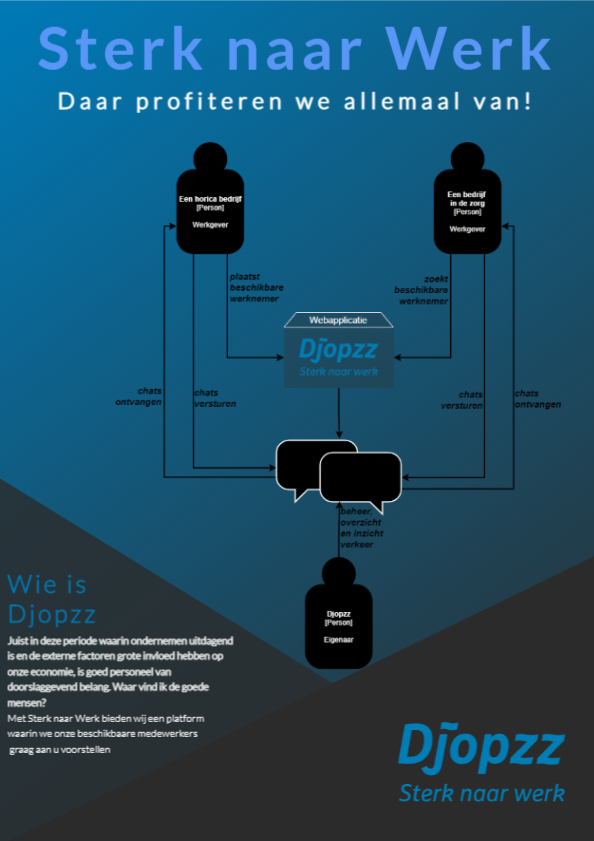 Sterk naar Werk
Daar profiteren we allemaal van!
Een horica bedrijf
[Person]
Werkgever
Een bedrijf
in de zorg
[Person]
Werkgever
plaatst
beschikbare
werknemer
zoekt
beschikbare
werknemer
Webapplicatie
Djopzz
Sterk naar werk
chats
ontvangen
chats
versturen
chats
versturen
chats
ontvangen
beheer,
overzicht
en inzicht
verkeer
Djopzz
[Person]
Eigenaar
Wie is
Djopzz
Juist in deze periode waarin ondernemen uitdagend
is en de externe factoren grote invloed hebben op
onze economie, is goed personeel van
doorslaggevend belang. Waar vind ik de goede
mensen?
Met Sterk naar Werk bieden wij een platform
waarin we onze beschikbaare medewerkers
graag aan u voorstellen
Djopzz
Sterk naar werk